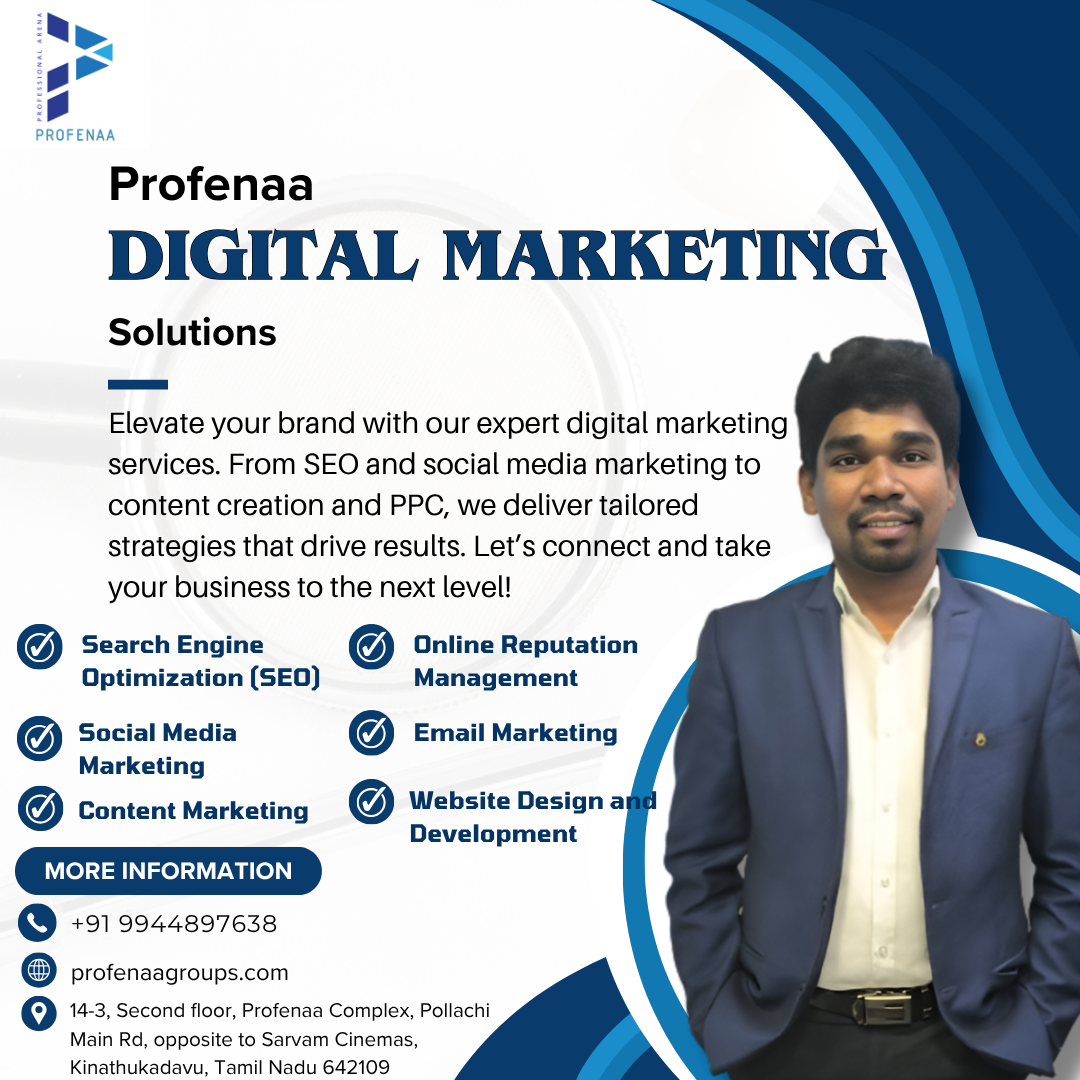 PROFESSIONAL ARENA
PROFENAA
Profenaa
DIGITAL MARKETING
Solutions
Elevate your brand with our expert digital marketing
services. From SEO and social media marketing to
content creation and PPC, we deliver tailored
strategies that drive results. Let’s connect and take
your business to the next level!
Search Engine
Optimization (SEO)
Social Media
Marketing
Content Marketing
Online Reputation
Management
Email Marketing
Website Design and
Development
MORE INFORMATION
+91 9944897638
profenaagroups.com
14-3, Second floor, Profenaa Complex, Pollachi
Main Rd, opposite to Sarvam Cinemas,
Kinathukadavu, Tamil Nadu 642109